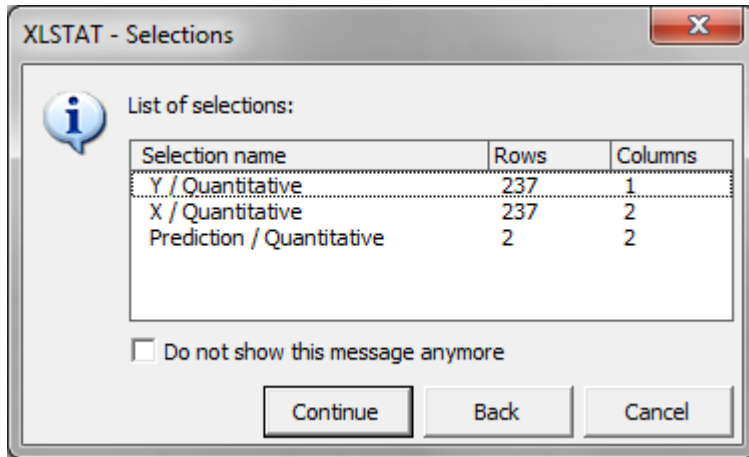 XLSTAT - Selections
List of selections:
Selection name Rows Columns
Y / Quantitative 237 1
X / Quantitative 237 2
Prediction / Quantitative 2 2
Do not show this message anymore
Continue Back Cancel